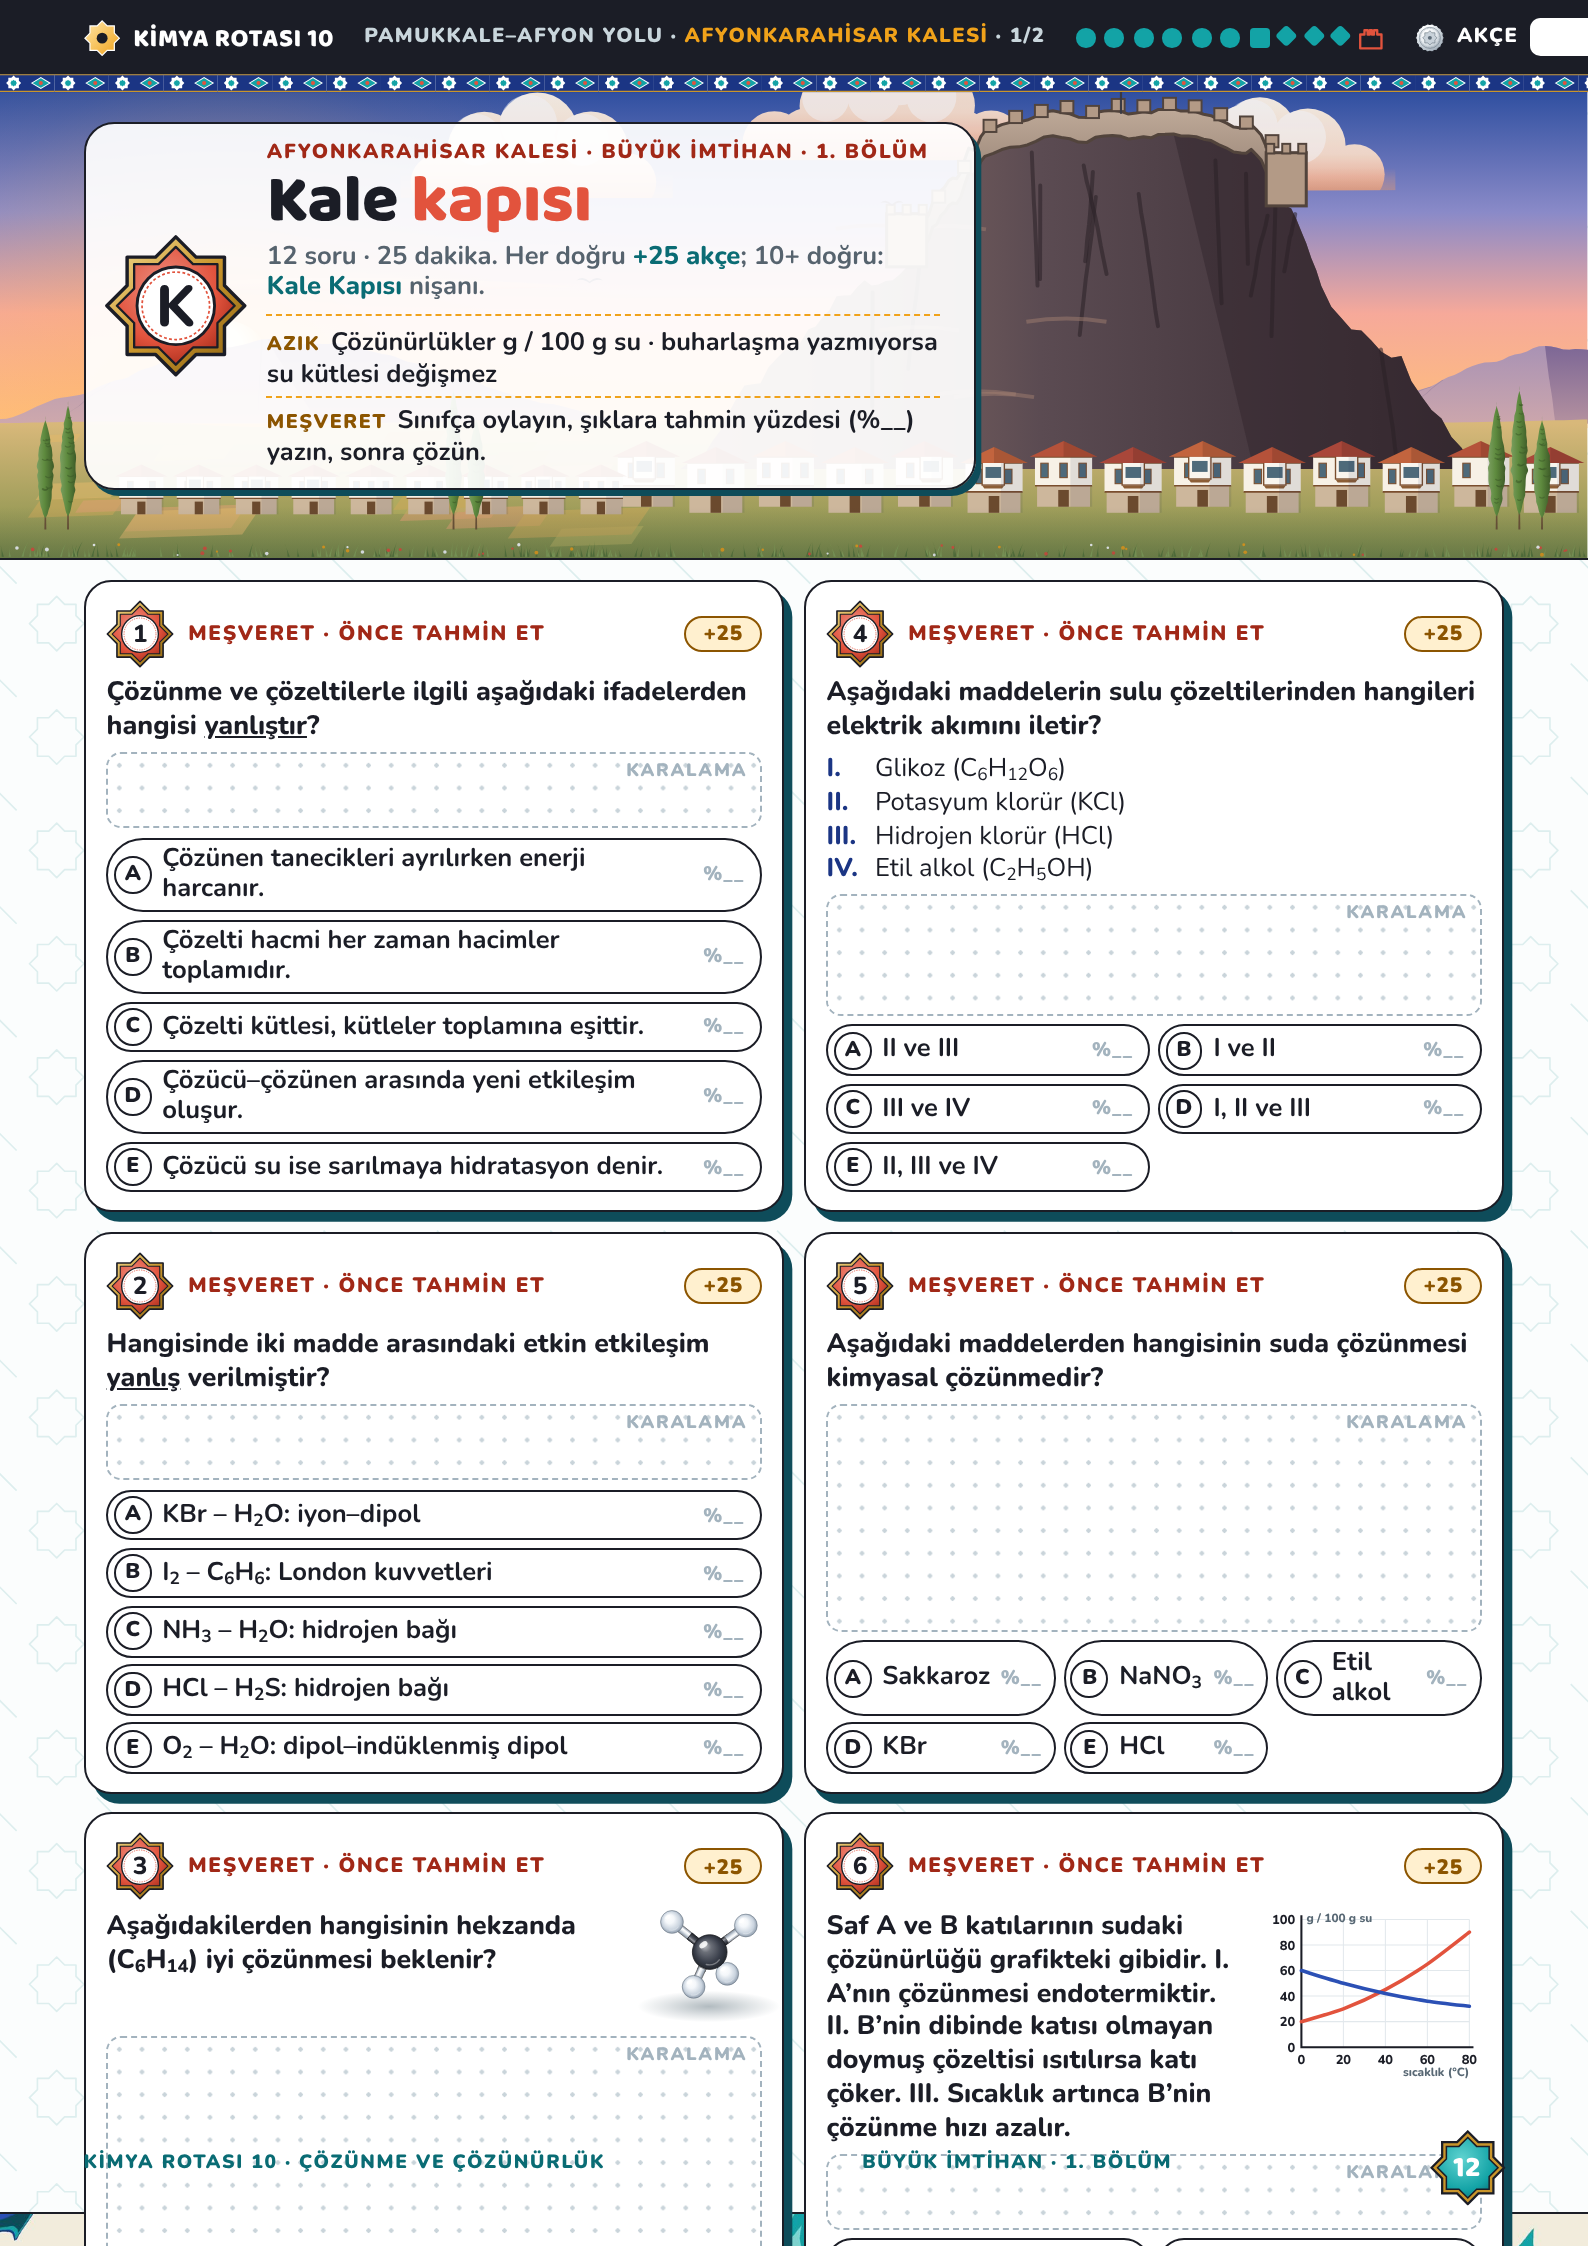 KİMYA ROTASI 10
PAMUKKALE–AFYON YOLU · AFYONKARAHİSAR KALESİ · 1/2
AKÇE
AFYONKARAHİSAR KALESİ · BÜYÜK İMTİHAN · 1. BÖLÜM
Kale kapısı
K
12 soru · 25 dakika. Her doğru +25 akçe; 10+ doğru:
Kale Kapısı nişanı.
AZIK Çözünürlükler g / 100 g su · buharlaşma yazmıyorsa
su kütlesi değişmez
MEŞVERET Sınıfça oylayın, şıklara tahmin yüzdesi (%__)
yazın, sonra çözün.
1 MEŞVERET · ÖNCE TAHMİN ET +25
Çözünme ve çözeltilerle ilgili aşağıdaki ifadelerden
hangisi yanlıştır?
KARALAMA
A Çözünen tanecikleri ayrılırken enerji
harcanır. %__
B Çözelti hacmi her zaman hacimler
toplamıdır. %__
C Çözelti kütlesi, kütleler toplamına eşittir. %__
D Çözücü–çözünen arasında yeni etkileşim
oluşur. %__
E Çözücü su ise sarılmaya hidratasyon denir. %__
2 MEŞVERET · ÖNCE TAHMİN ET +25
Hangisinde iki madde arasındaki etkin etkileşim
yanlış verilmiştir?
KARALAMA
A KBr – H₂O: iyon–dipol %__
B I₂ – C₆H₆: London kuvvetleri %__
C NH₃ – H₂O: hidrojen bağı %__
D HCl – H₂S: hidrojen bağı %__
E O₂ – H₂O: dipol–indüklenmiş dipol %__
3 MEŞVERET · ÖNCE TAHMİN ET +25
Aşağıdakilerden hangisinin hekzanda
(C₆H₁₄) iyi çözünmesi beklenir?
KARALAMA
4 MEŞVERET · ÖNCE TAHMİN ET +25
Aşağıdaki maddelerin sulu çözeltilerinden hangileri
elektrik akımını iletir?
I. Glikoz (C₆H₁₂O₆)
II. Potasyum klorür (KCl)
III. Hidrojen klorür (HCl)
IV. Etil alkol (C₂H₅OH)
KARALAMA
A II ve III %__ B I ve II %__
C III ve IV %__ D I, II ve III %__
E II, III ve IV %__
5 MEŞVERET · ÖNCE TAHMİN ET +25
Aşağıdaki maddelerden hangisinin suda çözünmesi
kimyasal çözünmedir?
KARALAMA
A Sakkaroz %__ B NaNO₃ %__ C Etil
alkol %__
D KBr %__ E HCl %__
6 MEŞVERET · ÖNCE TAHMİN ET +25
Saf A ve B katılarının sudaki
çözünürlüğü grafikteki gibidir. I.
A’nın çözünmesi endotermiktir.
II. B’nin dibinde katısı olmayan
doymuş çözeltisi ısıtılırsa katı
çöker. III. Sıcaklık artınca B’nin
çözünme hızı azalır.
g / 100 g su
100
80
60
40
20
0
0 20 40 60 80
sıcaklık (°C)
KARALA
KİMYA ROTASI 10 · ÇÖZÜNME VE ÇÖZÜNÜRLÜK
BÜYÜK İMTİHAN · 1. BÖLÜM
12